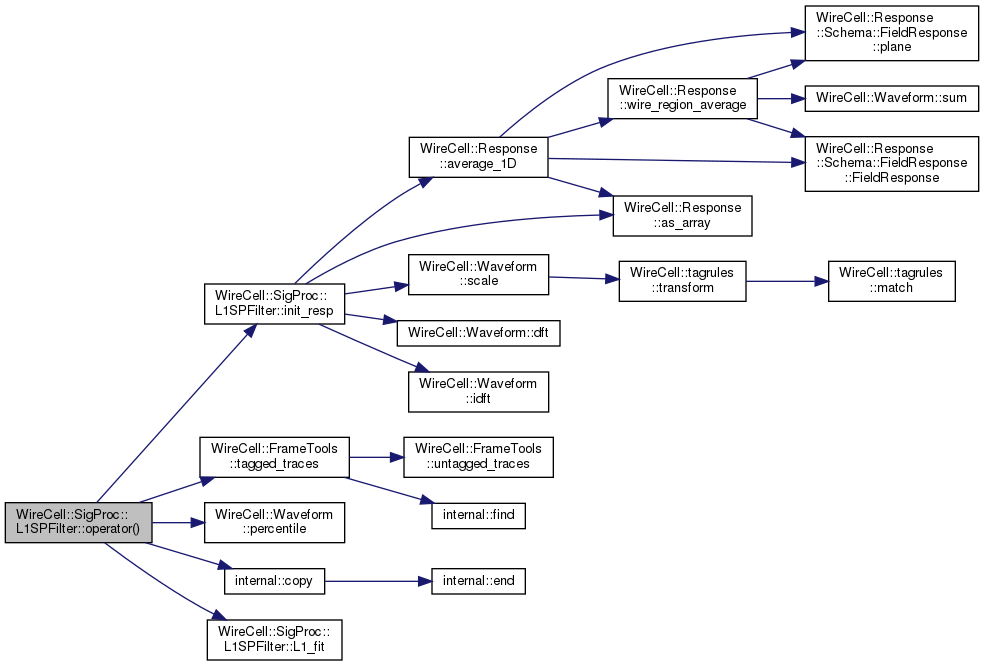 WireCell::Response
::Schema::FieldResponse
::plane
WireCell::Response
::wire_region_average
WireCell::Waveform::sum
WireCell::Response
::average_1D
WireCell::Response
::Schema::FieldResponse
::FieldResponse
WireCell::Response
::as_array
WireCell::Waveform
::scale
WireCell::tagrules
::transform
WireCell::tagrules
::match
WireCell::SigProc::
L1SPFilter::init_resp
WireCell::Waveform::dft
WireCell::Waveform
::idft
WireCell::FrameTools
::tagged_traces
WireCell::FrameTools
::untagged_traces
internal::find
WireCell::SigProc::
L1SPFilter::operator()
WireCell::Waveform
::percentile
internal::copy
internal::end
WireCell::SigProc::
L1SPFilter::L1_fit